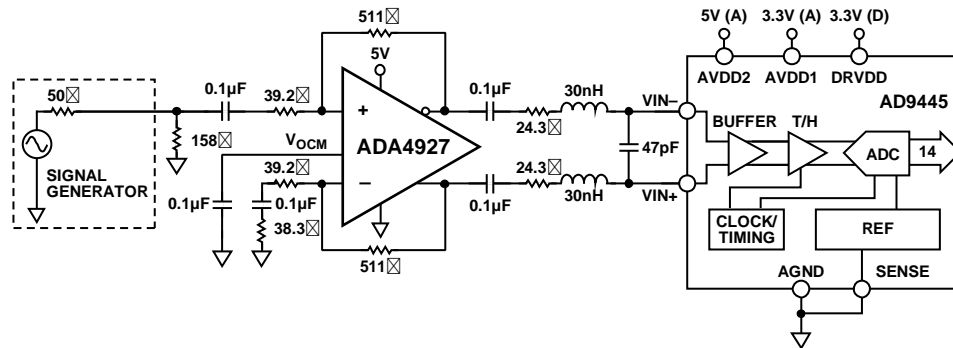 511☒
5V (A) 3.3V (A) 3.3V (D)
5V
AVDD2 AVDD1 DRVDD
50☒
0.1µF
39.2☒
0.1µF
30nH
VIN–
AD9445
+
24.3☒
BUFFER T/H
158☒
VOCM
ADA4927
47pF
ADC
14
SIGNAL
GENERATOR
39.2☒
–
24.3☒
VIN+
0.1µF
0.1µF
0.1µF
30nH
CLOCK/
TIMING
REF
38.3☒
511☒
AGND SENSE